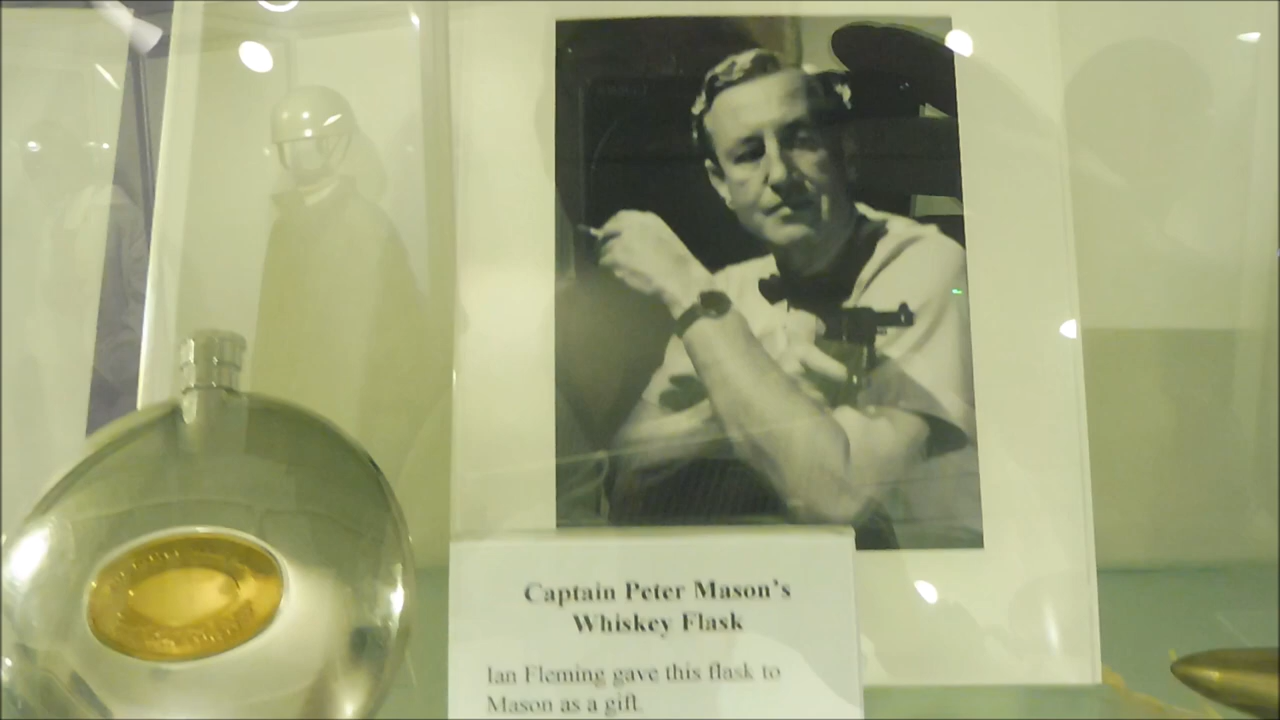 Captain Peter Mason's
Whiskey Flask
Ian Fleming gave this flask to
Mason as a gift.